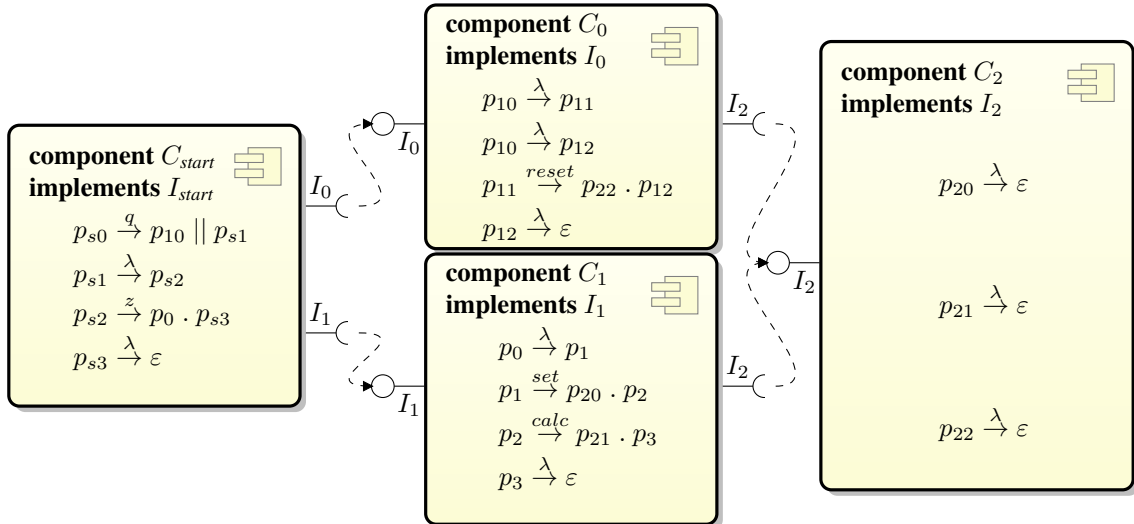 component C_start
implements I_start
p_s0 →^q p_10 || p_s1
p_s1 →^λ p_s2
p_s2 →^z p_0 . p_s3
p_s3 →^λ ε
I_0
I_1
I_0
I_1
component C_0
implements I_0
p_10 →^λ p_11
p_10 →^λ p_12
p_11 →^reset p_22 . p_12
p_12 →^λ ε
component C_1
implements I_1
p_0 →^λ p_1
p_1 →^set p_20 . p_2
p_2 →^calc p_21 . p_3
p_3 →^λ ε
I_2
I_2
I_2
component C_2
implements I_2
p_20 →^λ ε
p_21 →^λ ε
p_22 →^λ ε